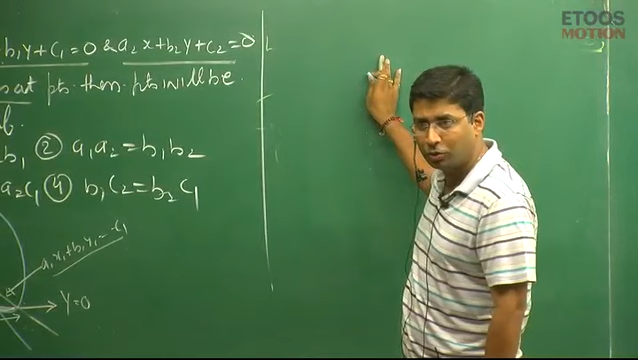 ETOOS
MOTION
b₁y+c₁=0 & a₂x+b₂y+c₂=0
pts. then pts will be
b₁ ② a₁a₂=b₁b₂
a₂c₁ ④ b₁c₂=b₂c₁
a₁x₁+b₁y₁=-c₁
y=0